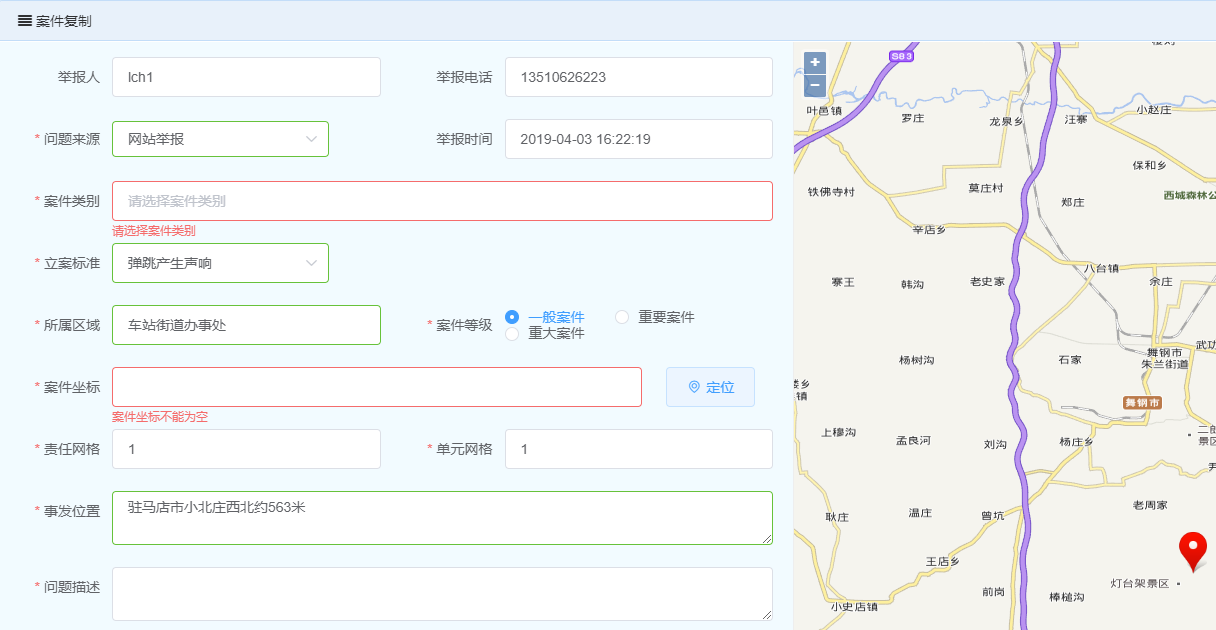 案件复制
举报人 lch1 举报电话 13510626223
* 问题来源 网站举报 举报时间 2019-04-03 16:22:19
* 案件类别 请选择案件类别
请选择案件类别
* 立案标准 弹跳产生声响
* 所属区域 车站街道办事处 * 案件等级 一般案件 重要案件
重大案件
* 案件坐标 定位
案件坐标不能为空
* 责任网格 1 * 单元网格 1
* 事发位置 驻马店市小北庄西北约563米
* 问题描述
+
−
S83
叶邑镇
罗庄
龙泉乡
汪寨
小赵庄
保和乡
铁佛寺村
莫庄村
郑庄
西城森林公
辛店乡
寨王
韩沟
老史家
八台镇
余庄
杨树沟
石家
舞钢市
朱兰街道
武功
舞钢市
上穆沟
孟良河
刘沟
杨庄乡
景区
老周家
耿庄
温庄
曾坑
王店乡
灯台架景区
前岗
棒槌沟
小史店镇